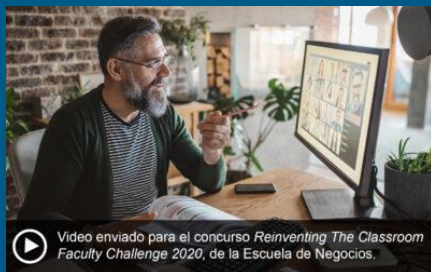 Video enviado para el concurso Reinventing The Classroom
Faculty Challenge 2020, de la Escuela de Negocios.